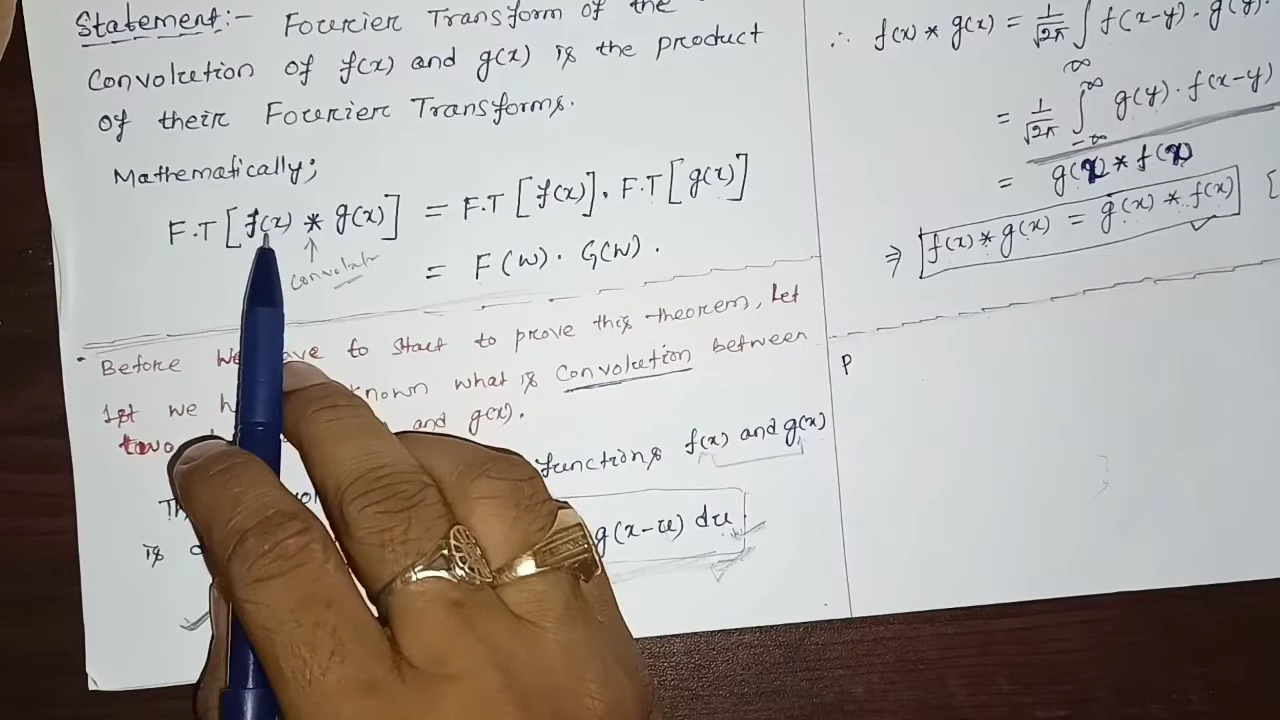 Statement:- Fourier Transform of the
Convolution of f(x) and g(x) is the product
of their Fourier Transforms.
Mathematically;
F.T [f(x) * g(x)] = F.T [f(x)] . F.T [g(x)]
↑
= F(W) . G(W) .
Before we have to start to prove this theorem, Let
1st we known what is Convolution between
two and g(x).
functions f(x) and g(x)
is g(x-u) du
∴ f(x) * g(x) = 1/√2π ∫ f(x-y) . g(y).
= 1/√2π ∫_{-∞}^{∞} g(y) . f(x-y)
= g(x) * f(x)
⇒ f(x) * g(x) = g(x) * f(x) [
P